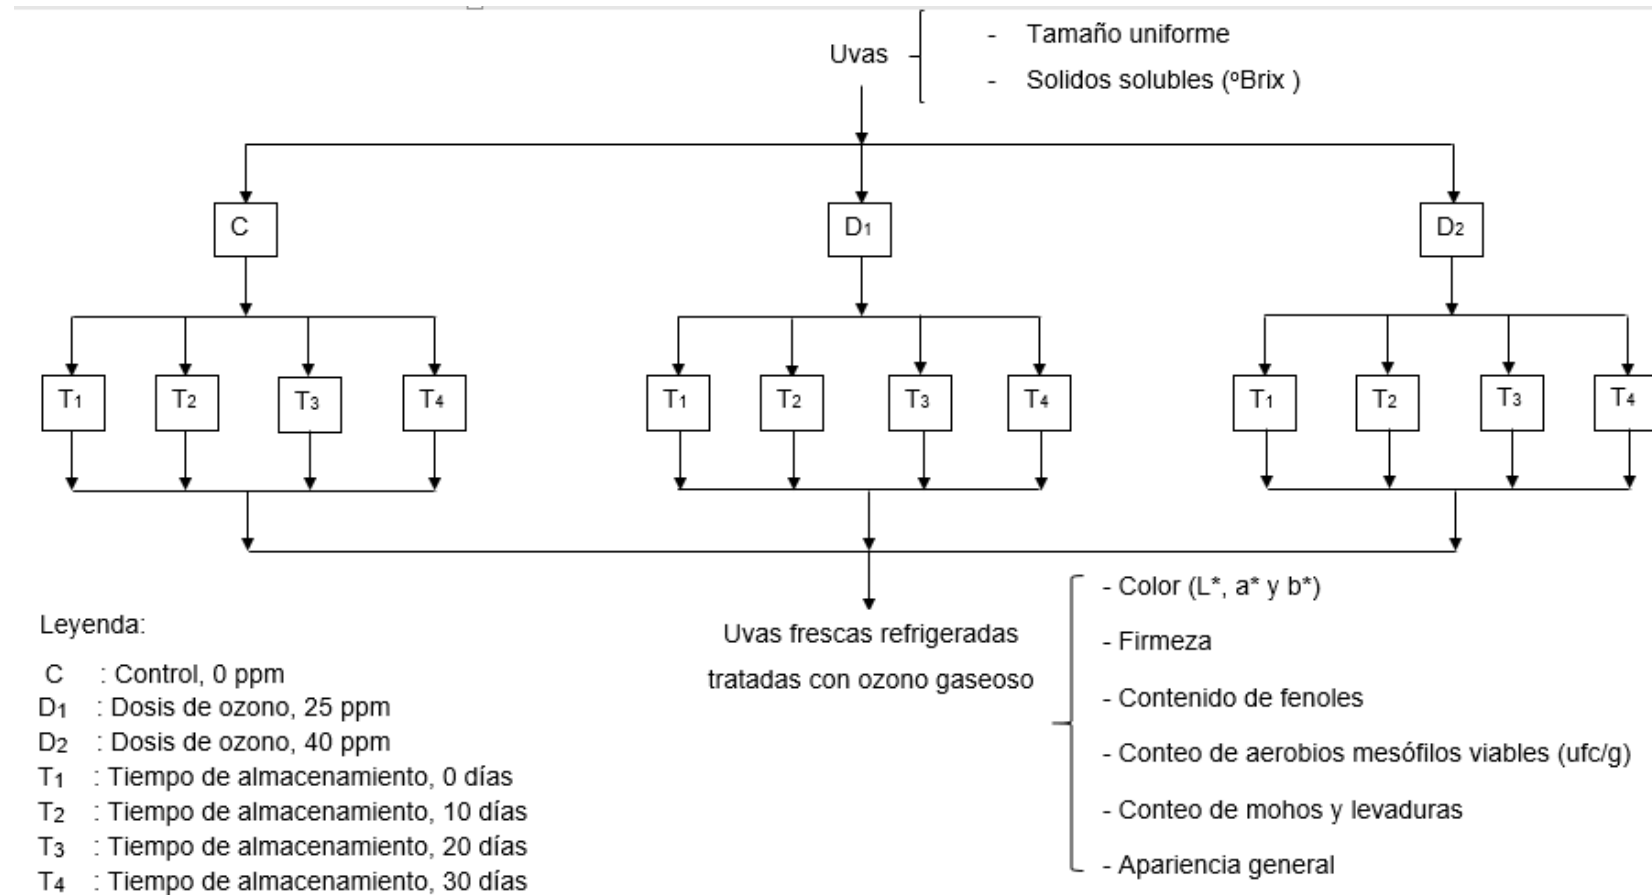 Uvas
- Tamaño uniforme
- Solidos solubles (ºBrix )
C
D1
D2
T1 T2 T3 T4
T1 T2 T3 T4
T1 T2 T3 T4
Uvas frescas refrigeradas
tratadas con ozono gaseoso
- Color (L*, a* y b*)
- Firmeza
- Contenido de fenoles
- Conteo de aerobios mesófilos viables (ufc/g)
- Conteo de mohos y levaduras
- Apariencia general
Leyenda:
C : Control, 0 ppm
D1 : Dosis de ozono, 25 ppm
D2 : Dosis de ozono, 40 ppm
T1 : Tiempo de almacenamiento, 0 días
T2 : Tiempo de almacenamiento, 10 días
T3 : Tiempo de almacenamiento, 20 días
T4 : Tiempo de almacenamiento, 30 días